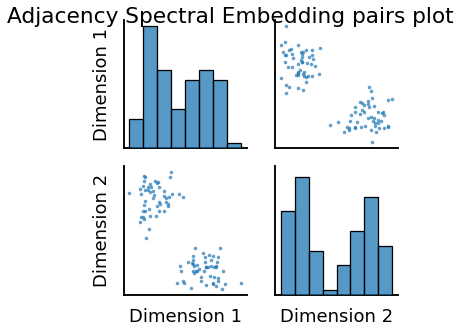 Adjacency Spectral Embedding pairs plot
Dimension 1
Dimension 2
Dimension 1
Dimension 2